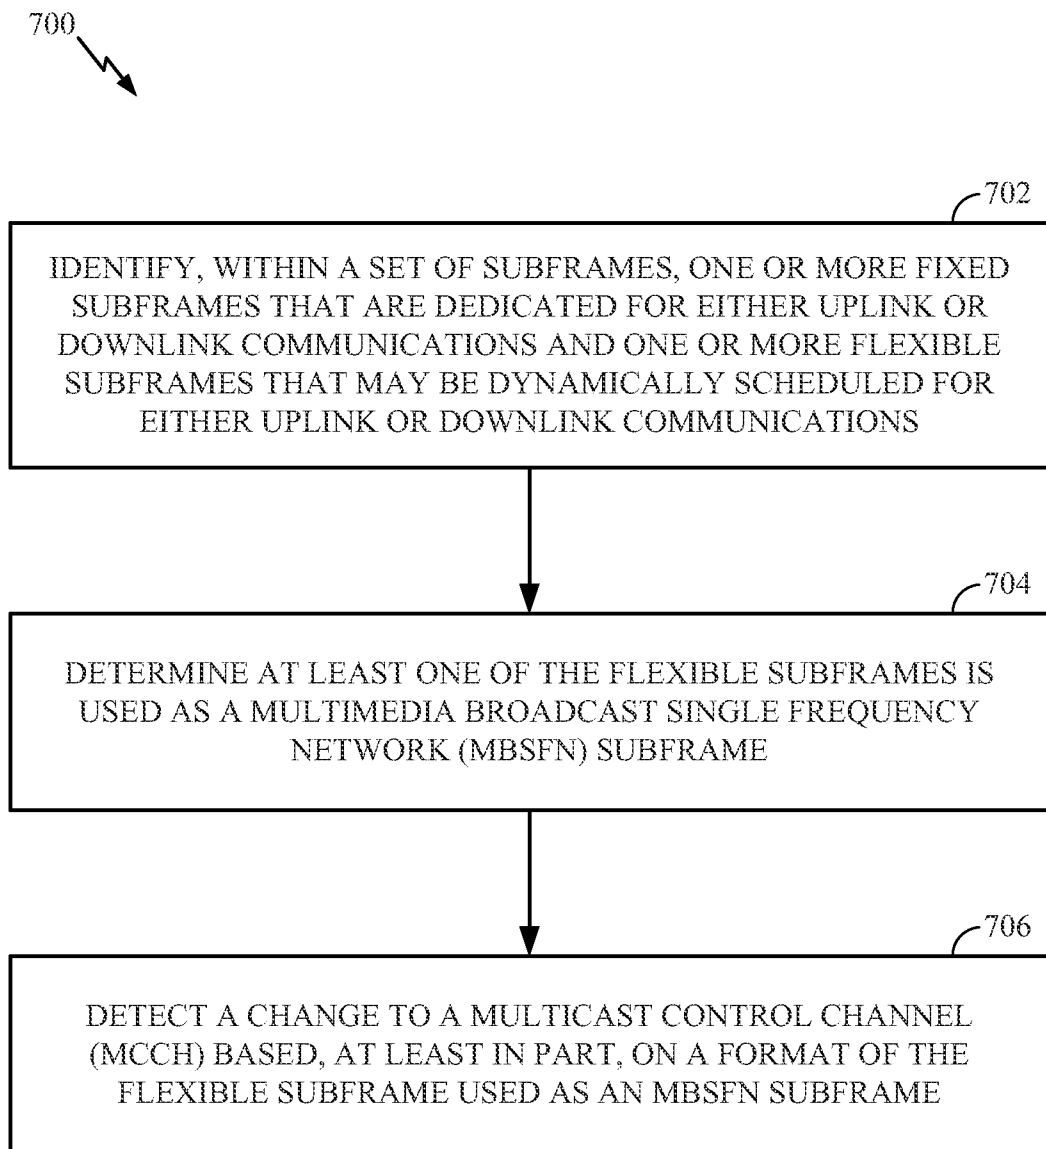 700
702
IDENTIFY, WITHIN A SET OF SUBFRAMES, ONE OR MORE FIXED
SUBFRAMES THAT ARE DEDICATED FOR EITHER UPLINK OR
DOWNLINK COMMUNICATIONS AND ONE OR MORE FLEXIBLE
SUBFRAMES THAT MAY BE DYNAMICALLY SCHEDULED FOR
EITHER UPLINK OR DOWNLINK COMMUNICATIONS
704
DETERMINE AT LEAST ONE OF THE FLEXIBLE SUBFRAMES IS
USED AS A MULTIMEDIA BROADCAST SINGLE FREQUENCY
NETWORK (MBSFN) SUBFRAME
706
DETECT A CHANGE TO A MULTICAST CONTROL CHANNEL
(MCCH) BASED, AT LEAST IN PART, ON A FORMAT OF THE
FLEXIBLE SUBFRAME USED AS AN MBSFN SUBFRAME